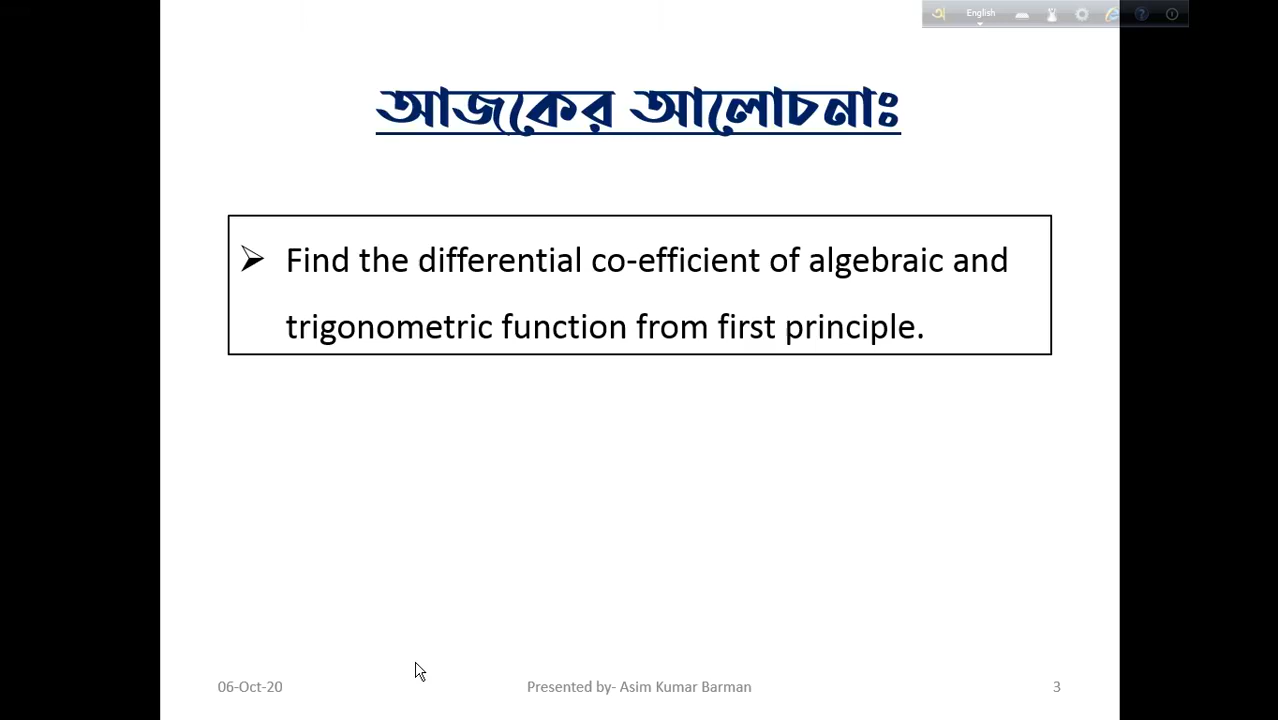 অ English
আজকের আলোচনাঃ
➢ Find the differential co-efficient of algebraic and
trigonometric function from first principle.
06-Oct-20 Presented by- Asim Kumar Barman 3